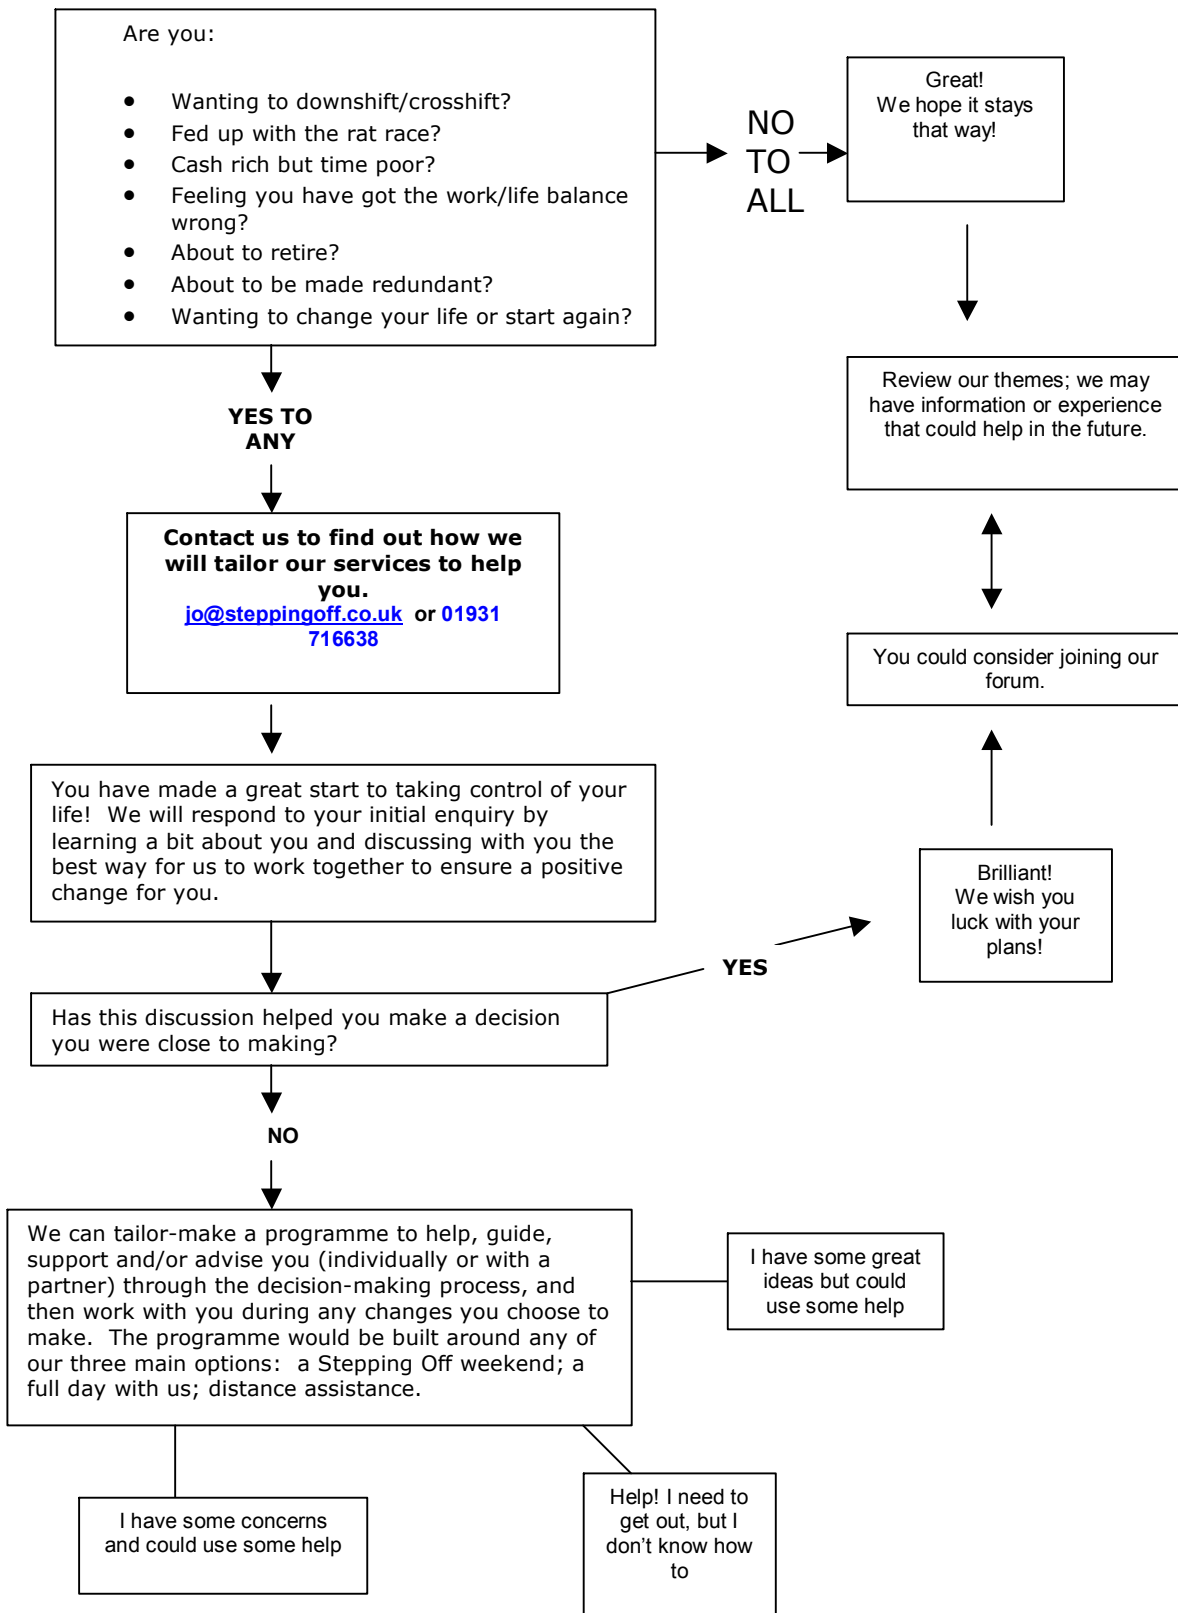 Are you:
• Wanting to downshift/crosshift?
• Fed up with the rat race?
• Cash rich but time poor?
• Feeling you have got the work/life balance
wrong?
• About to retire?
• About to be made redundant?
• Wanting to change your life or start again?
NO
TO
ALL
Great!
We hope it stays
that way!
Review our themes; we may
have information or experience
that could help in the future.
You could consider joining our
forum.
YES TO
ANY
Contact us to find out how we
will tailor our services to help
you.
jo@steppingoff.co.uk or 01931
716638
You have made a great start to taking control of your
life! We will respond to your initial enquiry by
learning a bit about you and discussing with you the
best way for us to work together to ensure a positive
change for you.
Has this discussion helped you make a decision
you were close to making?
YES
Brilliant!
We wish you
luck with your
plans!
NO
We can tailor-make a programme to help, guide,
support and/or advise you (individually or with a
partner) through the decision-making process, and
then work with you during any changes you choose to
make. The programme would be built around any of
our three main options: a Stepping Off weekend; a
full day with us; distance assistance.
I have some great
ideas but could
use some help
I have some concerns
and could use some help
Help! I need to
get out, but I
don't know how
to